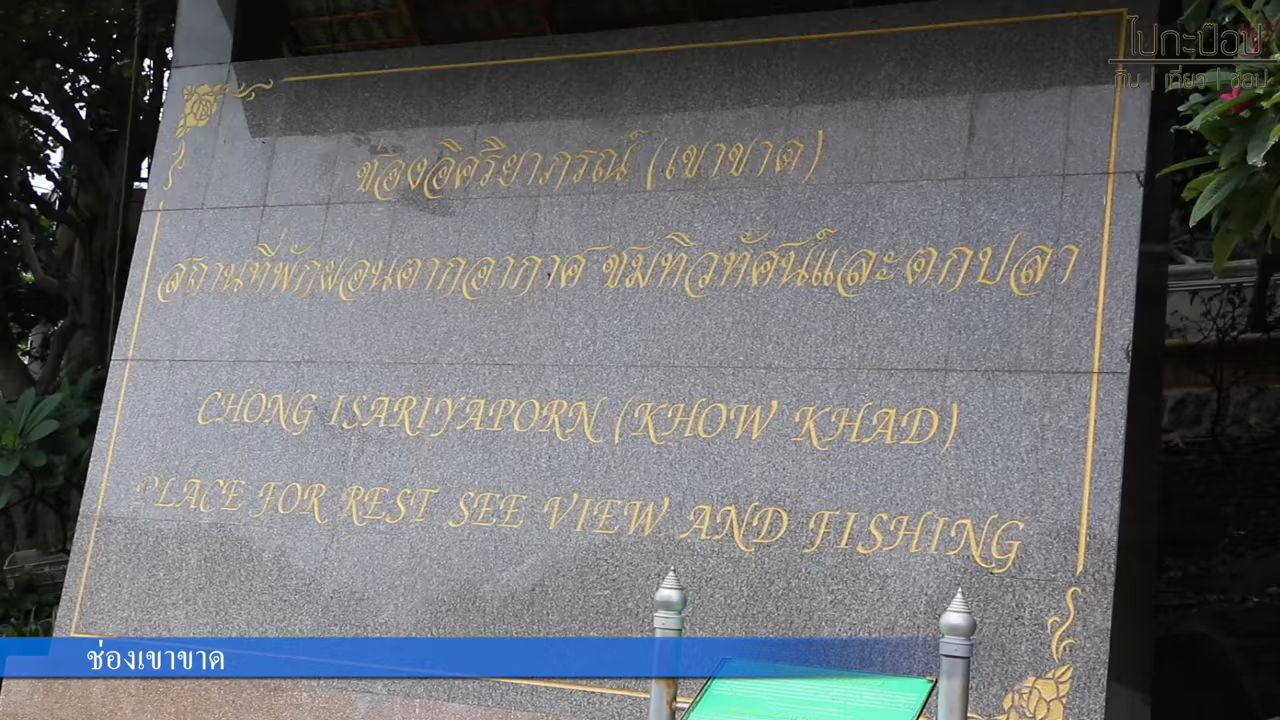 ไปกะป๊อป
กิน | เที่ยว | ช้อป
ช่องอิศริยาภรณ์ (เขาขาด)
สถานที่พักผ่อนตากอากาศ ชมทิวทัศน์และตกปลา
CHONG ISARIYAPORN (KHOW KHAD)
PLACE FOR REST SEE VIEW AND FISHING
ช่องเขาขาด